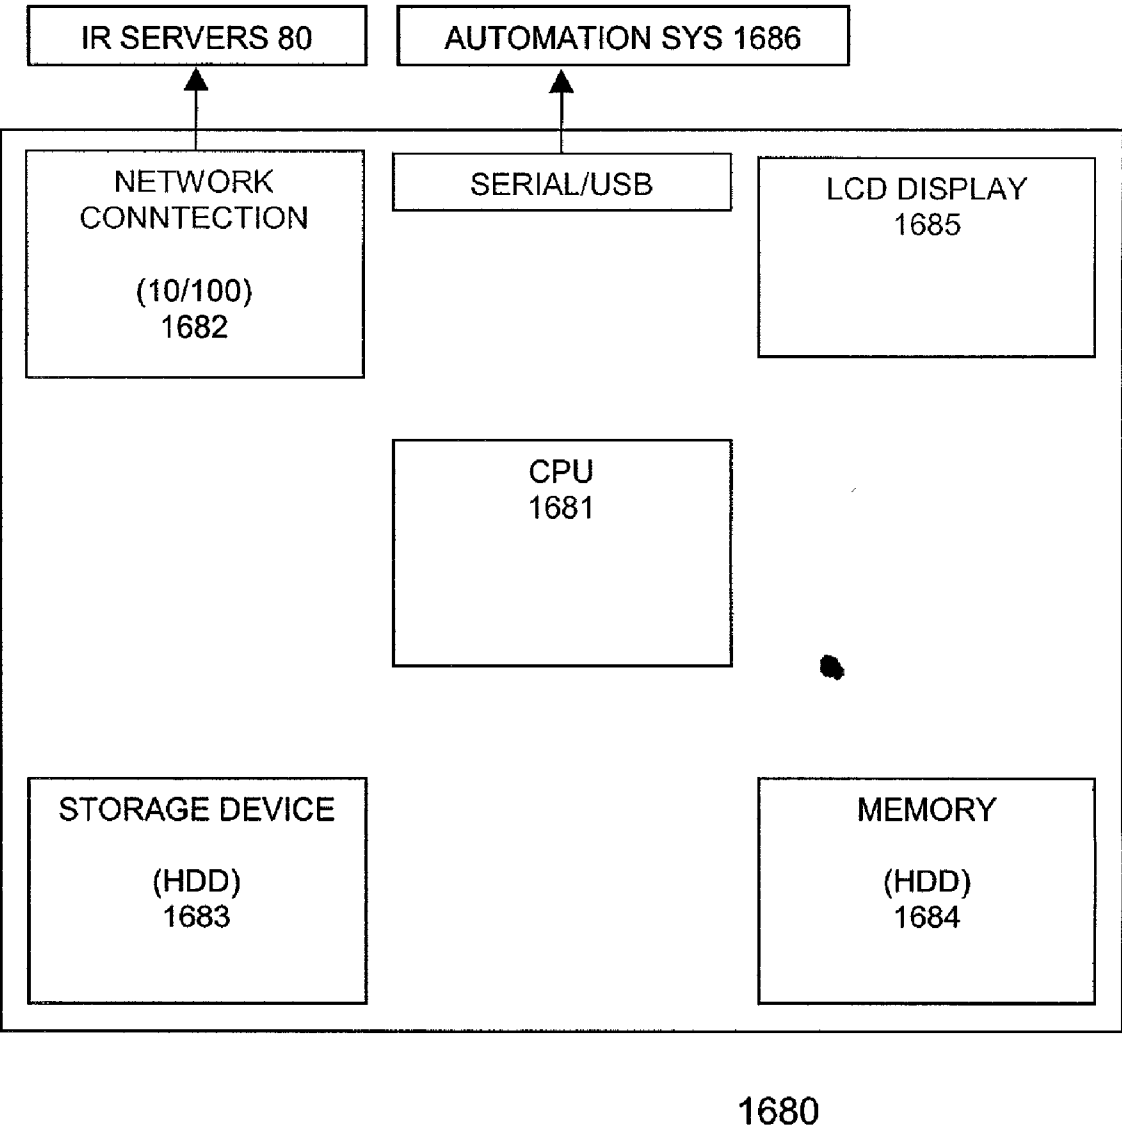 IR SERVERS 80
AUTOMATION SYS 1686
NETWORK
CONNTECTION
(10/100)
1682
SERIAL/USB
LCD DISPLAY
1685
CPU
1681
STORAGE DEVICE
(HDD)
1683
MEMORY
(HDD)
1684
1680